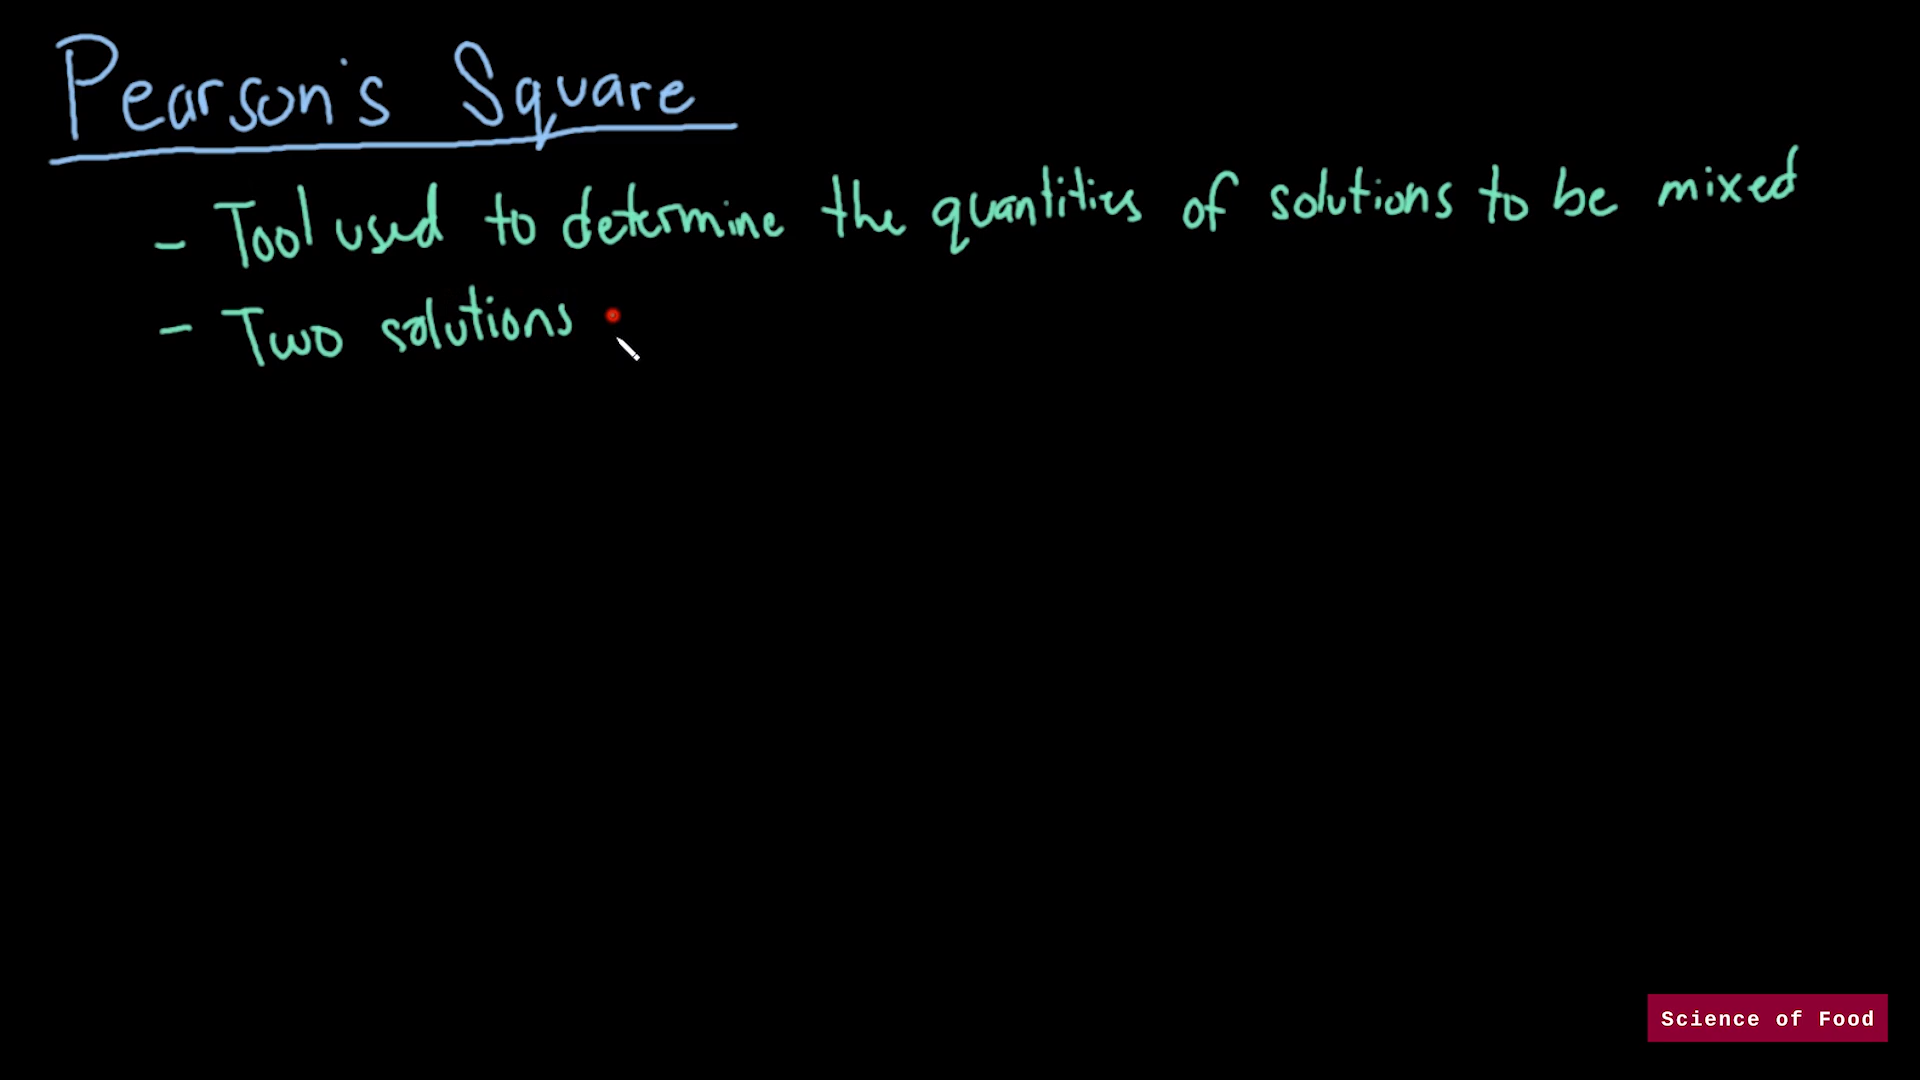 Pearson's Square
- Tool used to determine the quantities of solutions to be mixed
- Two solutions
Science of Food